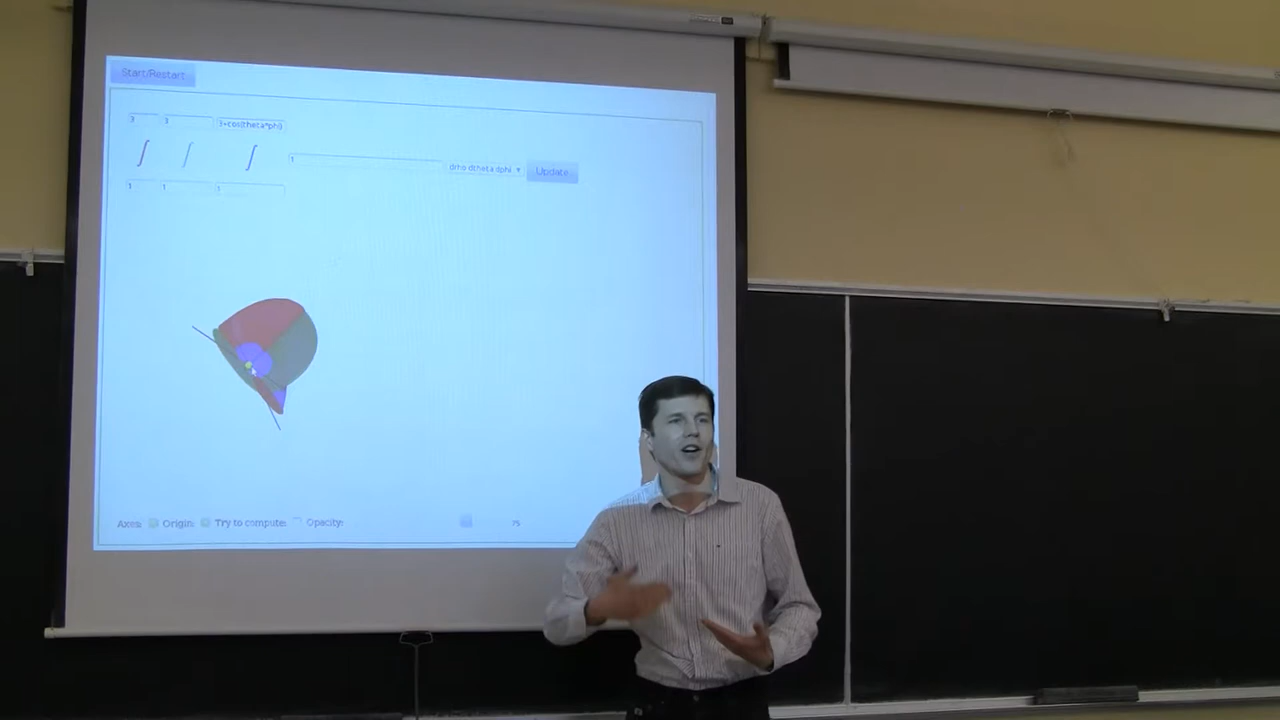 Start/Restart
3 3 3+cos(theta*phi)
∫ ∫ ∫ 1 drho dtheta dphi Update
1 1 1
Axes: Origin: Try to compute: Opacity: 75